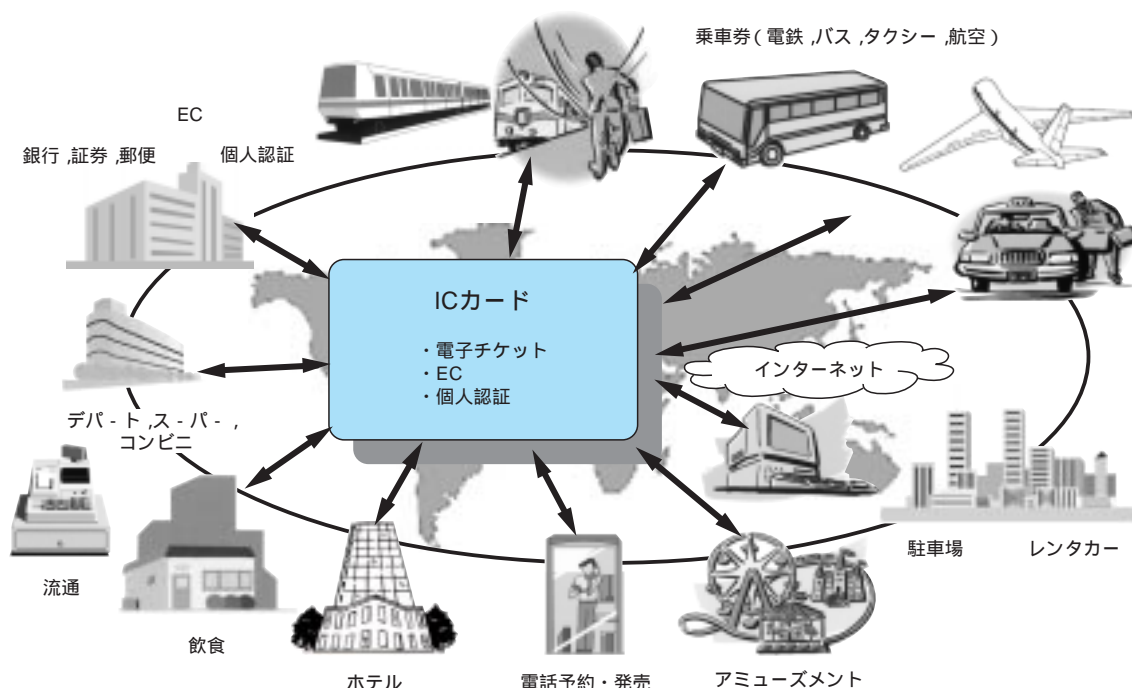 乗車券(電鉄,バス,タクシー,航空)
EC
銀行,証券,郵便 個人認証
ICカード
・電子チケット
・EC
・個人認証
インターネット
デパ-ト,ス-パ-,
コンビニ
流通
飲食
ホテル
電話予約・発売
アミューズメント
駐車場
レンタカー